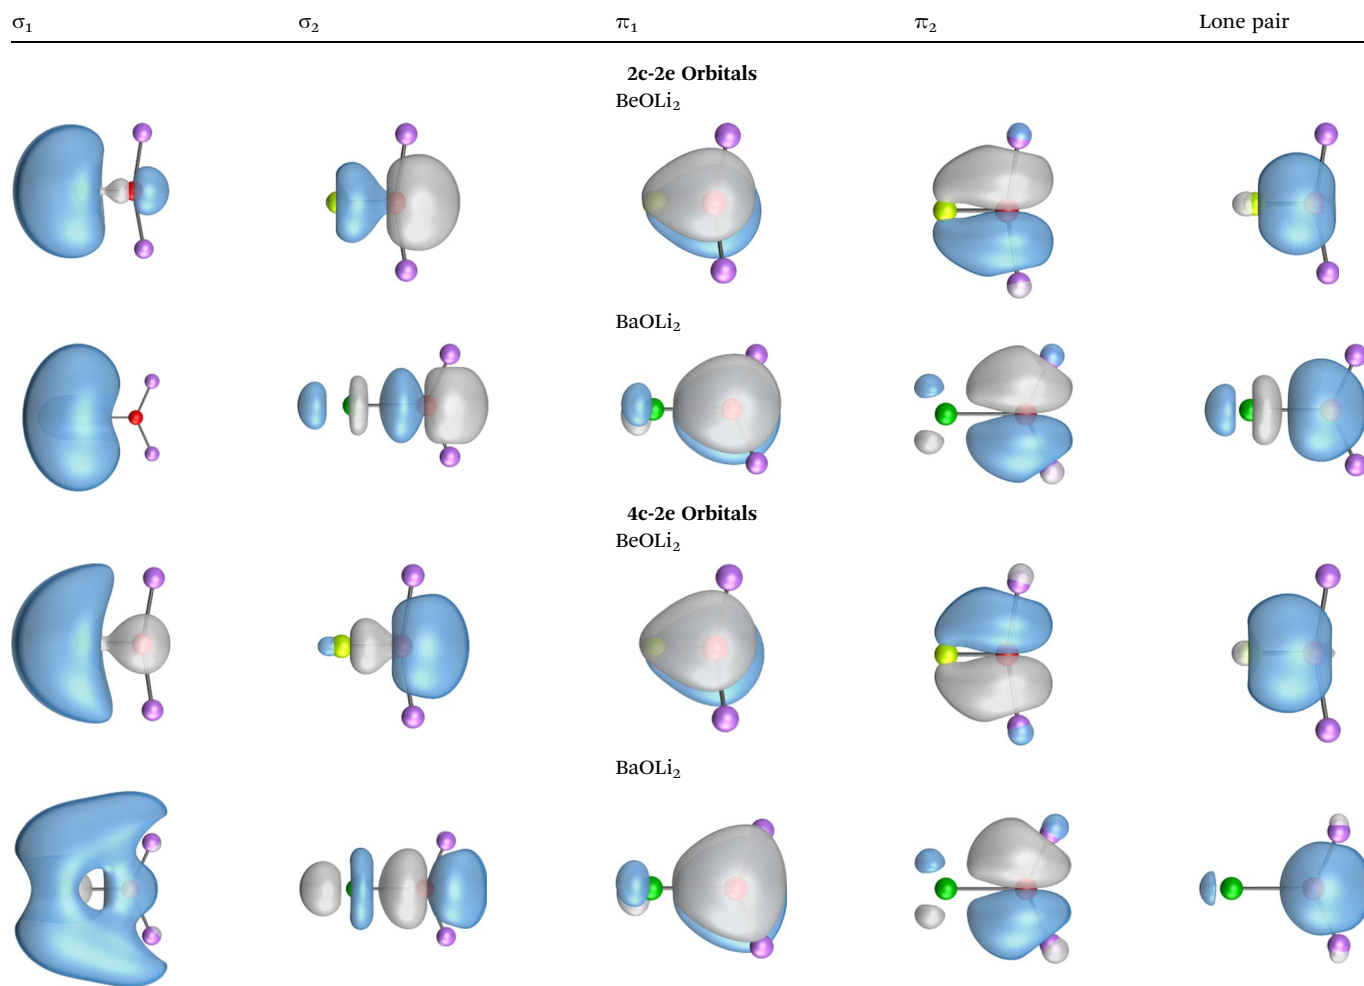 σ₁ σ₂ π₁ π₂ Lone pair
2c-2e Orbitals
BeOLi₂
BaOLi₂
4c-2e Orbitals
BeOLi₂
BaOLi₂